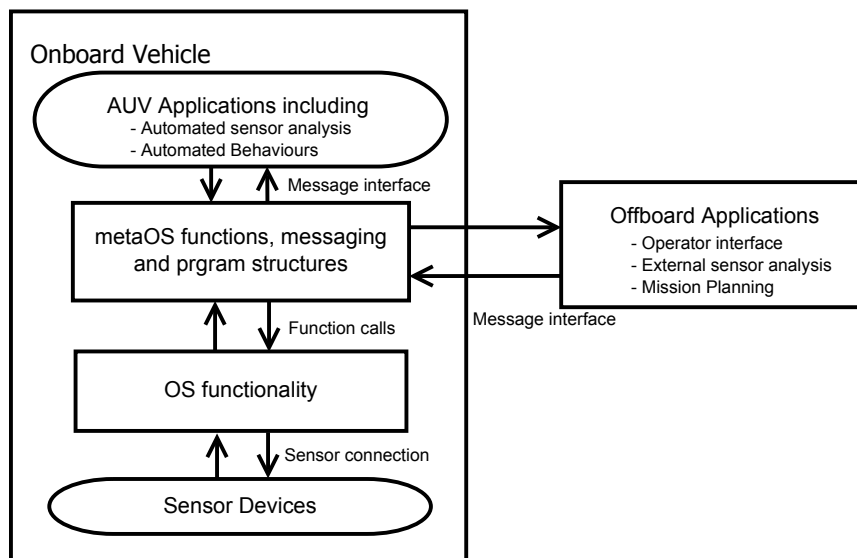 Onboard Vehicle
AUV Applications including
- Automated sensor analysis
- Automated Behaviours
Message interface
metaOS functions, messaging
and prgram structures
Function calls
OS functionality
Sensor connection
Sensor Devices
Offboard Applications
- Operator interface
- External sensor analysis
- Mission Planning
Message interface